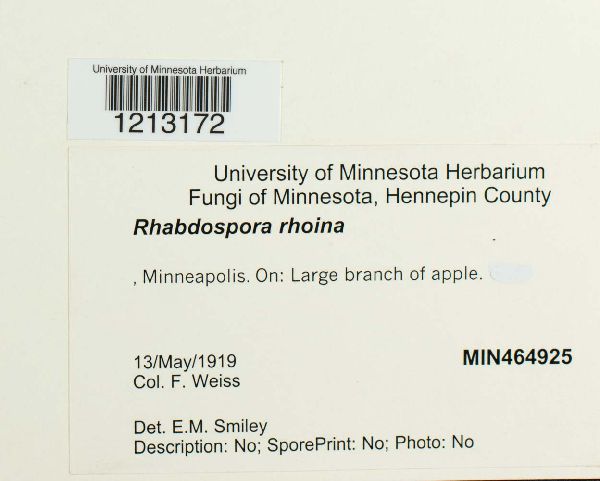 University of Minnesota Herbarium
1213172
University of Minnesota Herbarium
Fungi of Minnesota, Hennepin County
Rhabdospora rhoina
, Minneapolis. On: Large branch of apple.
13/May/1919
MIN464925
Col. F. Weiss
Det. E.M. Smiley
Description: No; SporePrint: No; Photo: No